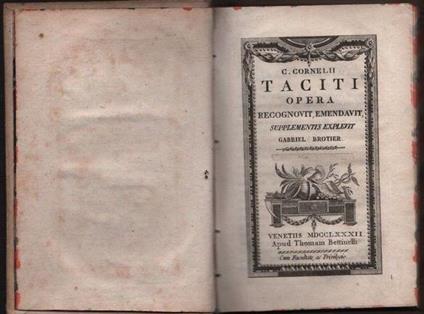 C. CORNELII
TACITI
OPERA
RECOGNOVIT, EMENDAVIT,
SUPPLEMENTIS EXPLEVIT
GABRIEL BROTIER
VENETIIS MDCCLXXXII
Apud Thomam Bettinelli
Cum Facultate ac Privilegio